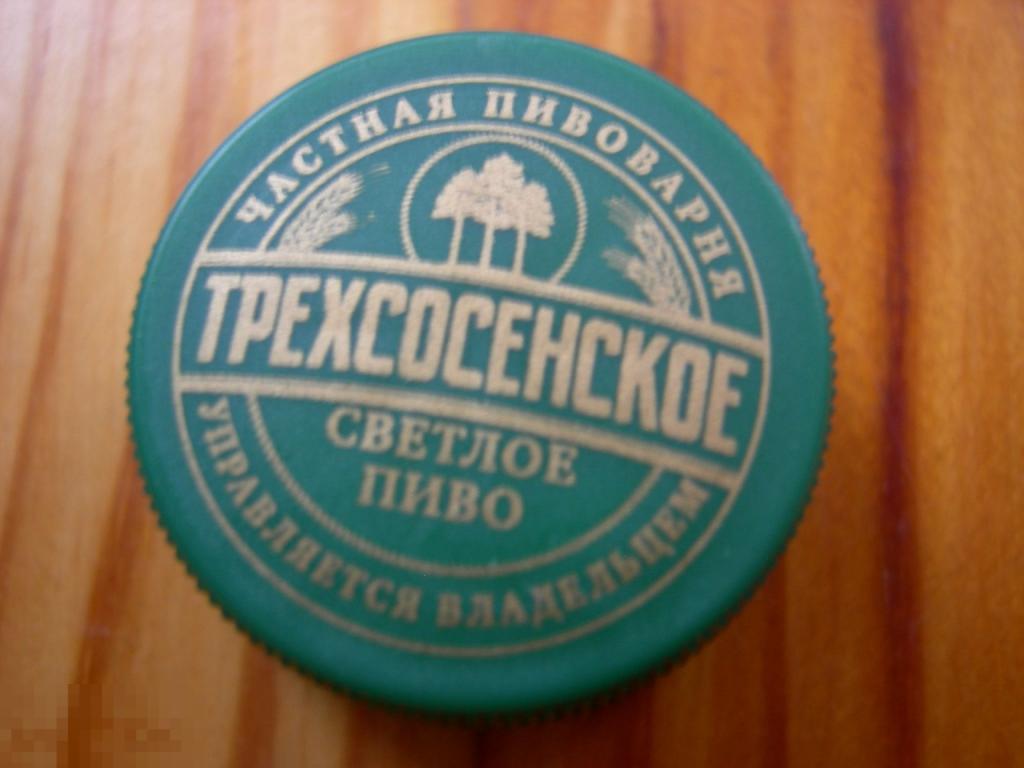 ЧАСТНАЯ ПИВОВАРНЯ
ТРЕХСОСЕНСКОЕ
СВЕТЛОЕ
ПИВО
УПРАВЛЯЕТСЯ ВЛАДЕЛЬЦЕМ